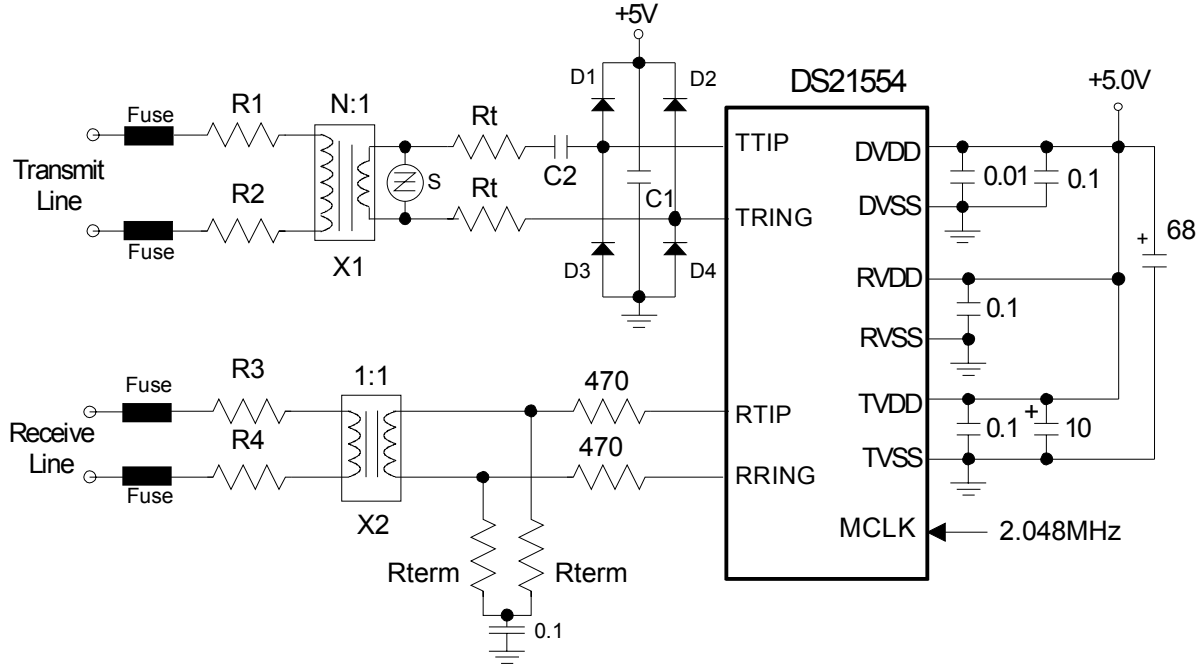 +5V
DS21554
+5.0V
D1
D2
Fuse
R1
N:1
Rt
TTIP
DVDD
C2
0.01
0.1
Transmit
Line
S
C1
R2
Rt
TRING
DVSS
68
+
Fuse
X1
D3
D4
RVDD
0.1
RVSS
Fuse
R3
1:1
470
RTIP
TVDD
+
0.1
10
Receive
Line
R4
470
RRING
TVSS
Fuse
X2
MCLK
2.048MHz
Rterm
Rterm
0.1